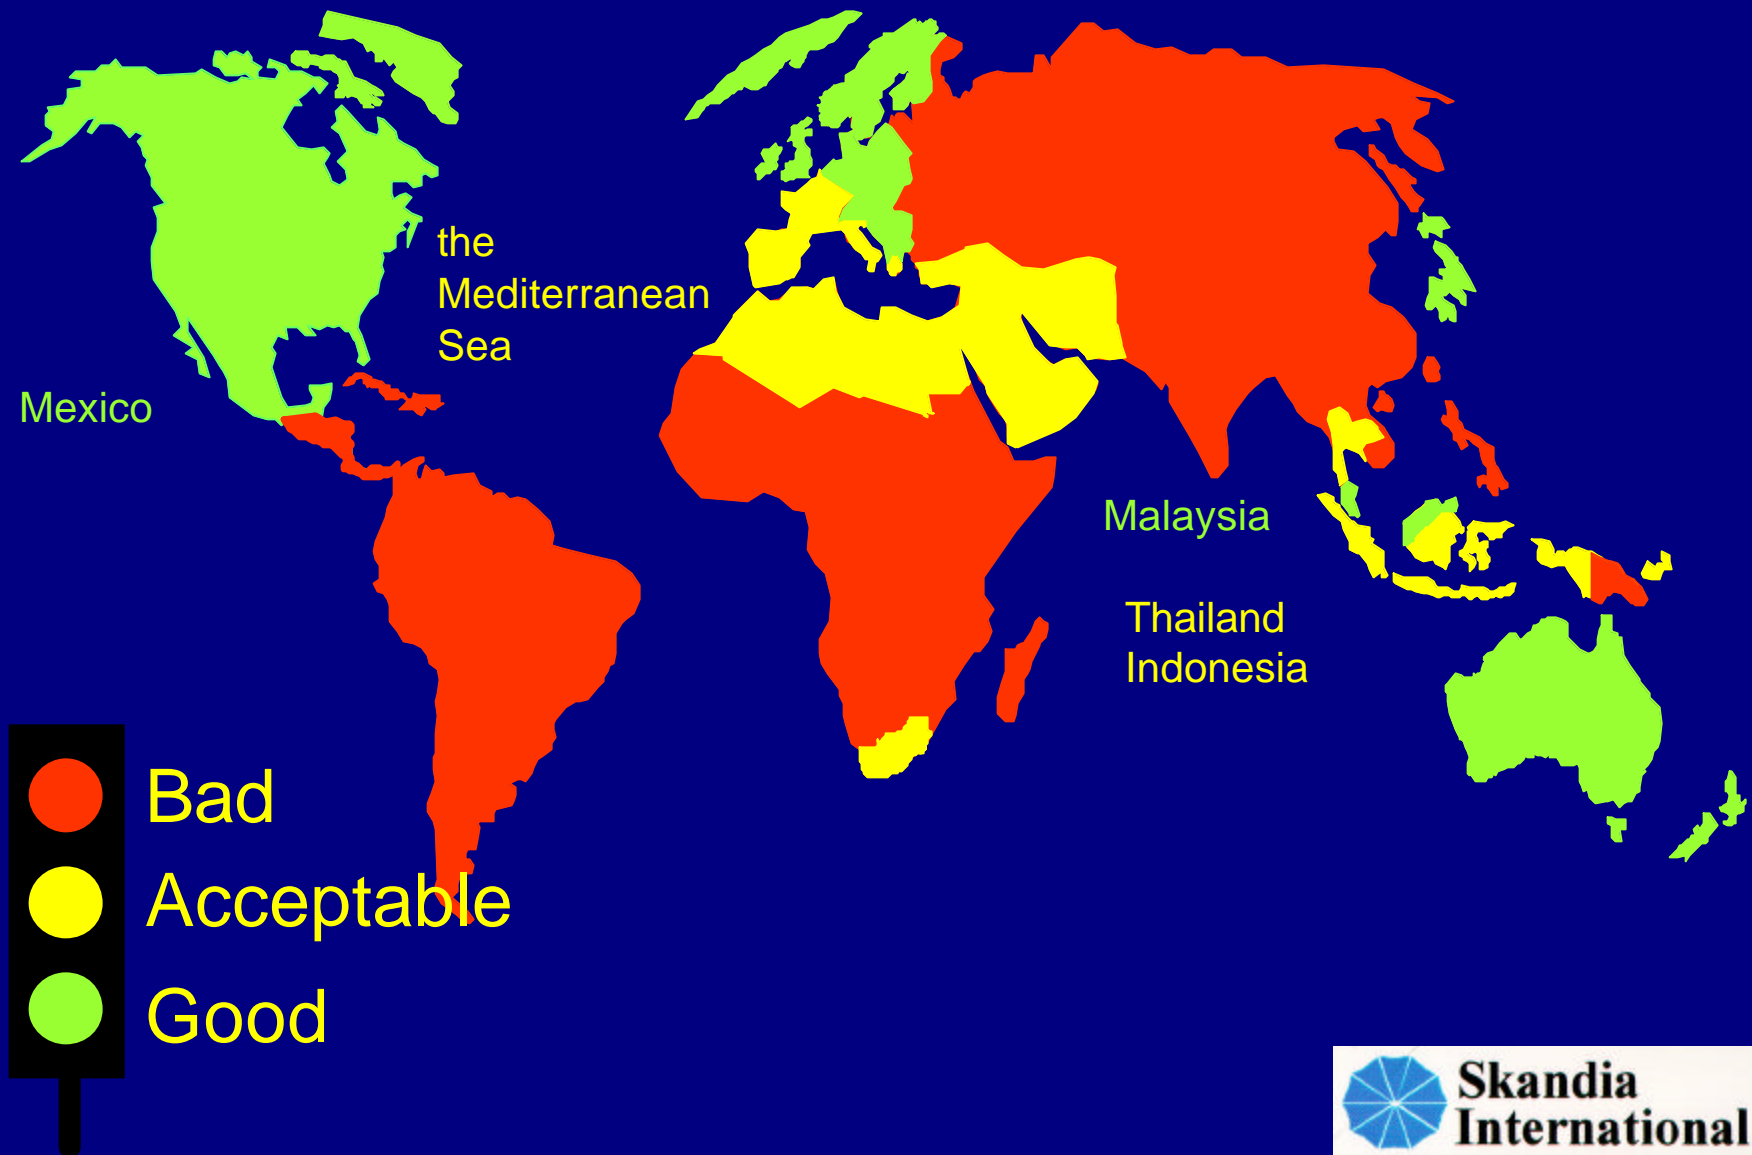 the
Mediterranean
Sea
Mexico
Malaysia
Thailand
Indonesia
Bad
Acceptable
Good
Skandia
International